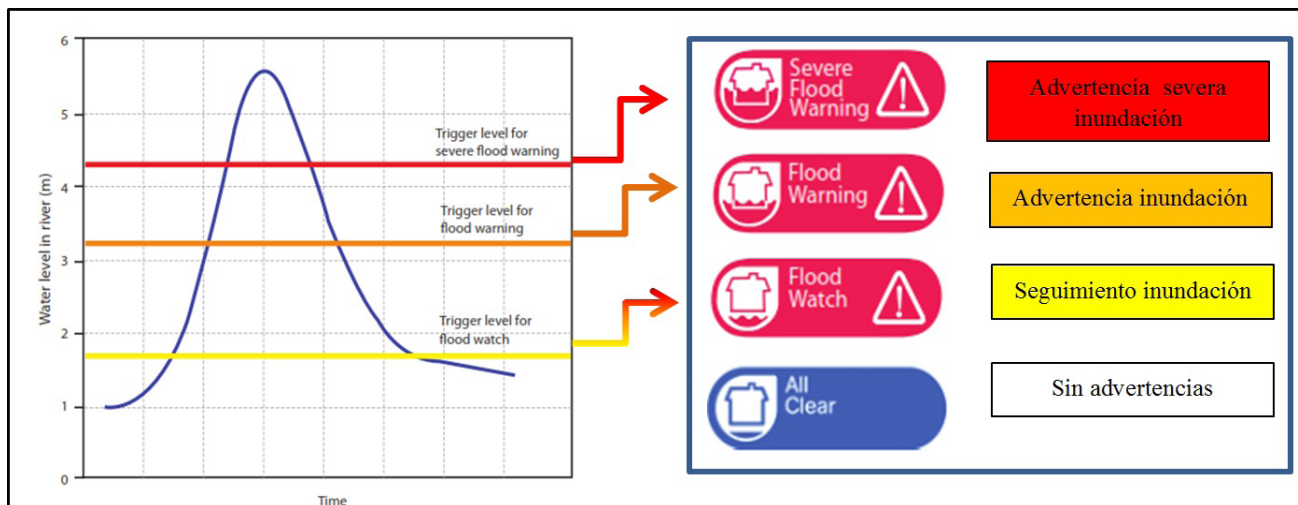 6
5
4
3
2
1
0
Water level in river (m)
Time
Trigger level for
severe flood warning
Trigger level for
flood warning
Trigger level for
flood watch
Severe
Flood
Warning
Advertencia severa
inundación
Flood
Warning
Advertencia inundación
Flood
Watch
Seguimiento inundación
All
Clear
Sin advertencias